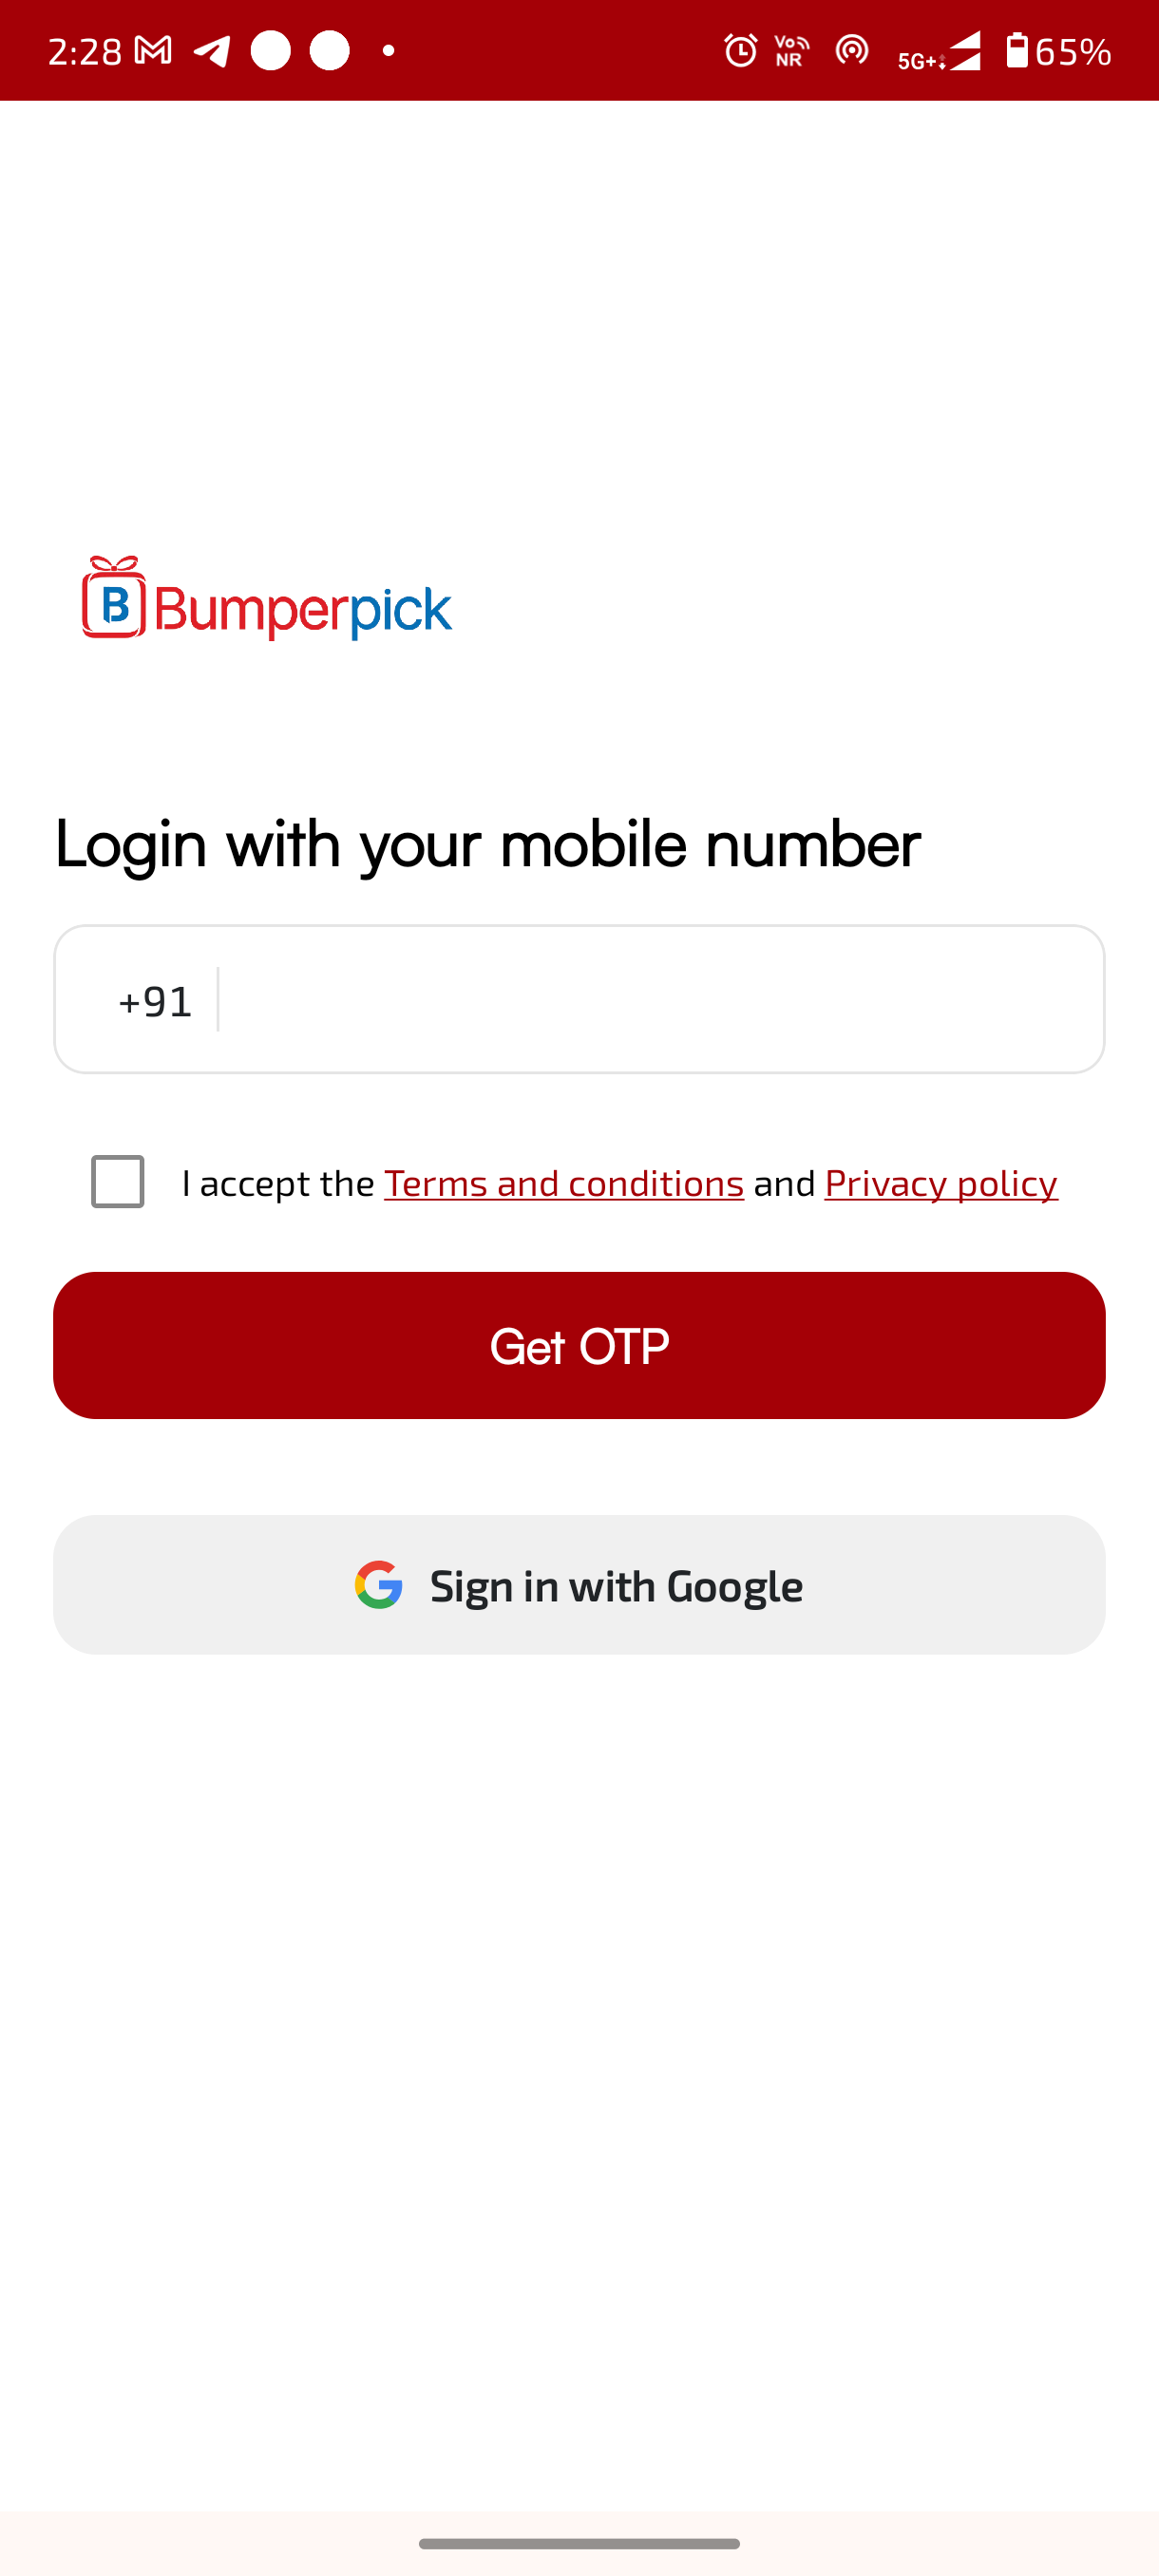 2:28 Vo NR 5G+ 65%
B Bumperpick
Login with your mobile number
+91
I accept the Terms and conditions and Privacy policy
Get OTP
Sign in with Google